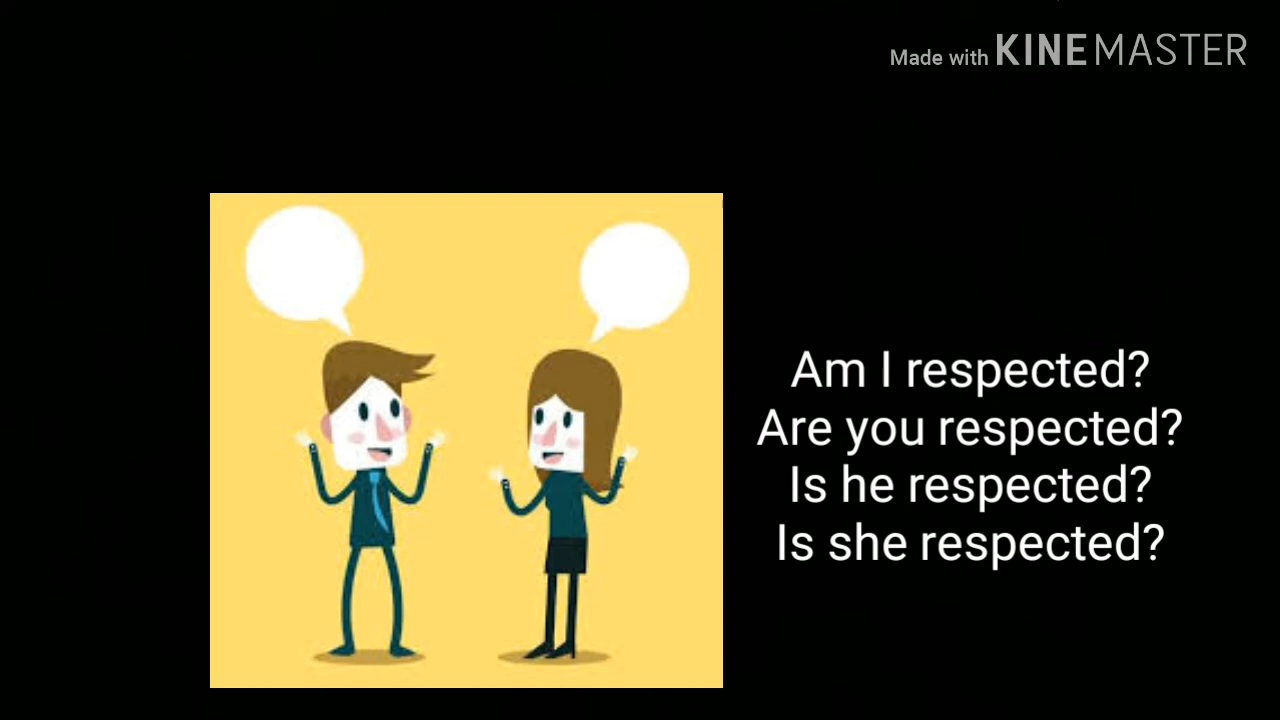 Made with KINEMASTER
Am I respected?
Are you respected?
Is he respected?
Is she respected?